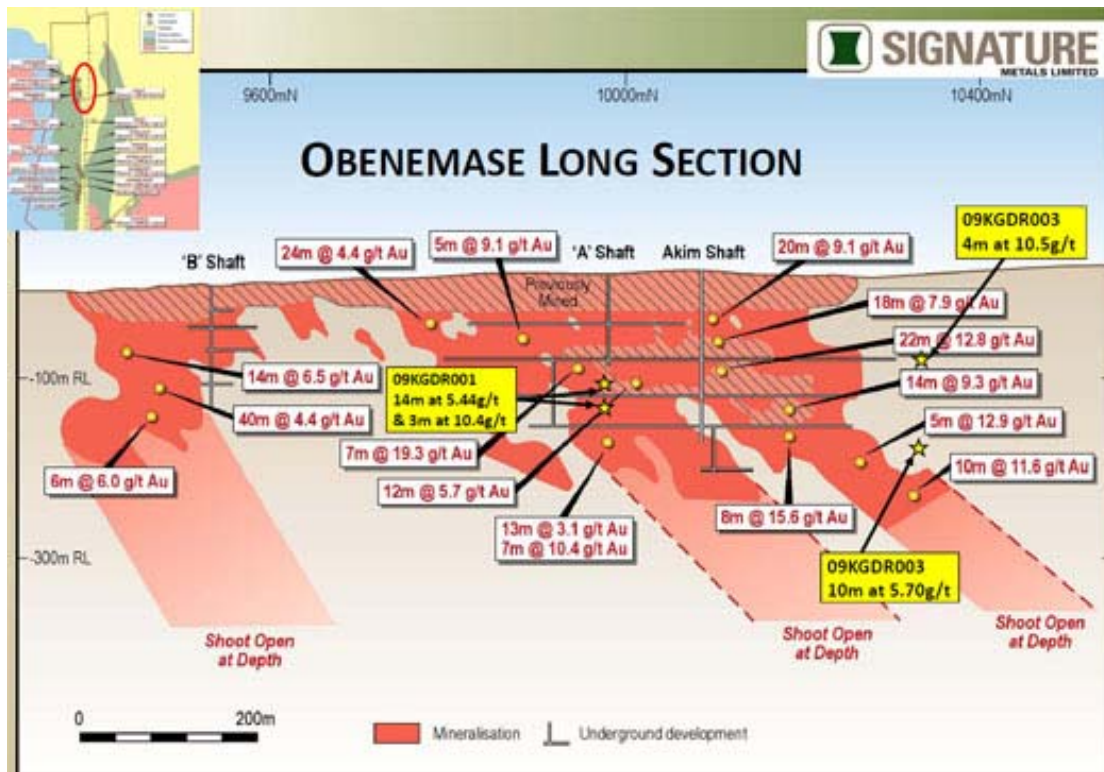 SIGNATURE
METALS LIMITED
9600mN
10000mN
10400mN
OBENEMASE LONG SECTION
09KGDR003
4m at 10.5g/t
24m @ 4.4 g/t Au
5m @ 9.1 g/t Au
'A' Shaft
Akim Shaft
20m @ 9.1 g/t Au
'B' Shaft
Previously
Mined
18m @ 7.9 g/t Au
22m @ 12.8 g/t Au
-100m RL
14m @ 6.5 g/t Au
09KGDR001
14m at 5.44g/t
& 3m at 10.4g/t
14m @ 9.3 g/t Au
40m @ 4.4 g/t Au
5m @ 12.9 g/t Au
7m @ 19.3 g/t Au
10m @ 11.6 g/t Au
6m @ 6.0 g/t Au
12m @ 5.7 g/t Au
8m @ 15.6 g/t Au
13m @ 3.1 g/t Au
7m @ 10.4 g/t Au
-300m RL
09KGDR003
10m at 5.70g/t
Shoot Open
at Depth
Shoot Open
at Depth
Shoot Open
at Depth
0
200m
Mineralisation
Underground development